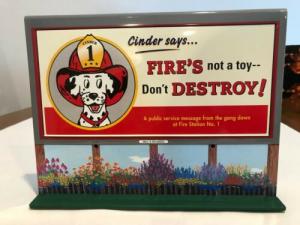 Cinder says...
1
FIRE'S not a toy--
Don't DESTROY!
A public service message from the gang down
at Fire Station No. 1